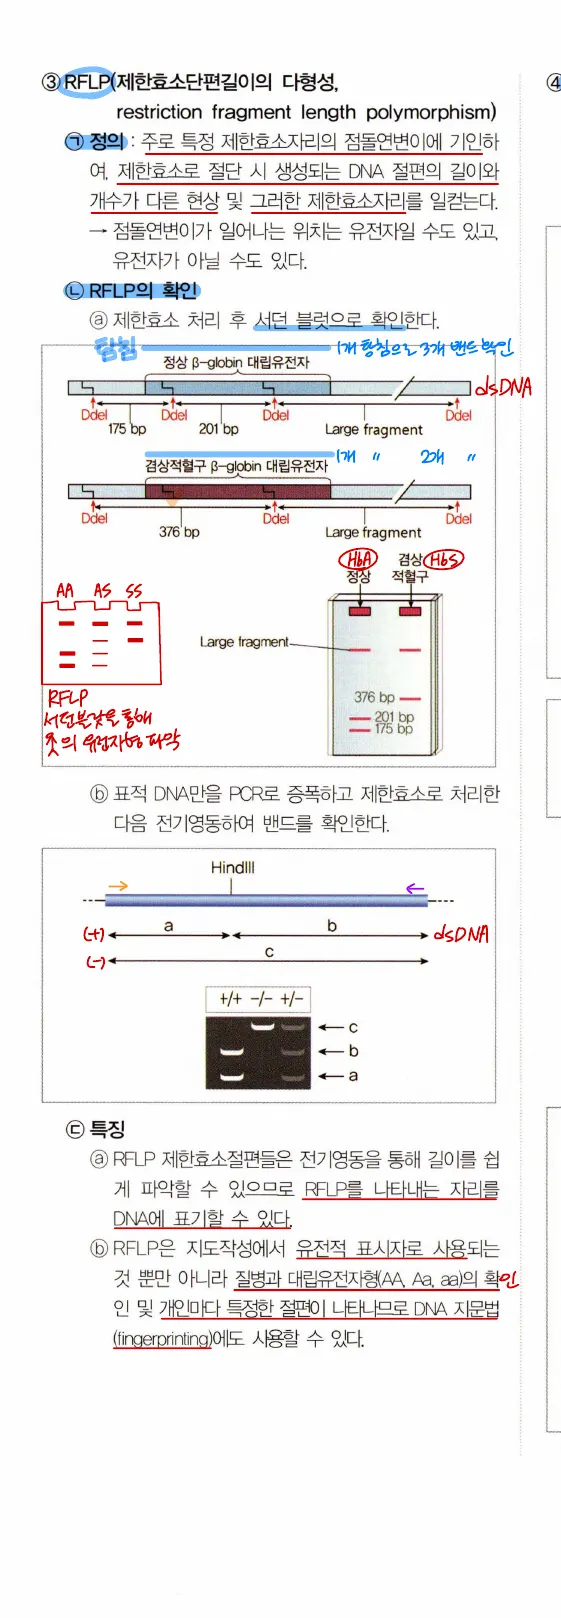 ③ RFLP(제한효소단편길이의 다형성,
restriction fragment length polymorphism)
㉠ 정의 : 주로 특정 제한효소자리의 점돌연변이에 기인하
여, 제한효소로 절단 시 생성되는 DNA 절편의 길이와
개수가 다른 현상 및 그러한 제한효소자리를 일컫는다.
→ 점돌연변이가 일어나는 위치는 유전자일 수도 있고,
유전자가 아닐 수도 있다.
㉡ RFLP의 확인
ⓐ 제한효소 처리 후 서던 블럿으로 확인한다.
탐침 1개 탐침으로 3개 밴드 확인
정상 β-globin 대립유전자
dsDNA
DdeI DdeI DdeI DdeI
175 bp 201 bp Large fragment
1개 〃 2개 〃
겸상적혈구 β-globin 대립유전자
DdeI DdeI DdeI
376 bp Large fragment
HbA 겸상 HbS
정상 적혈구
AA AS SS
Large fragment
376 bp
201 bp
175 bp
RFLP
서던블랏을 통해
의 유전자형 파악
ⓑ 표적 DNA만을 PCR로 증폭하고 제한효소로 처리한
다음 전기영동하여 밴드를 확인한다.
HindIII
(+) a b dsDNA
(-) c
+/+ -/- +/-
c
b
a
㉢ 특징
ⓐ RFLP 제한효소절편들은 전기영동을 통해 길이를 쉽
게 파악할 수 있으므로 RFLP를 나타내는 자리를
DNA에 표기할 수 있다.
ⓑ RFLP은 지도작성에서 유전적 표시자로 사용되는
것 뿐만 아니라 질병과 대립유전자형(AA, Aa, aa)의 확인
인 및 개인마다 특정한 절편이 나타나므로 DNA 지문법
(fingerprinting)에도 사용할 수 있다.
④